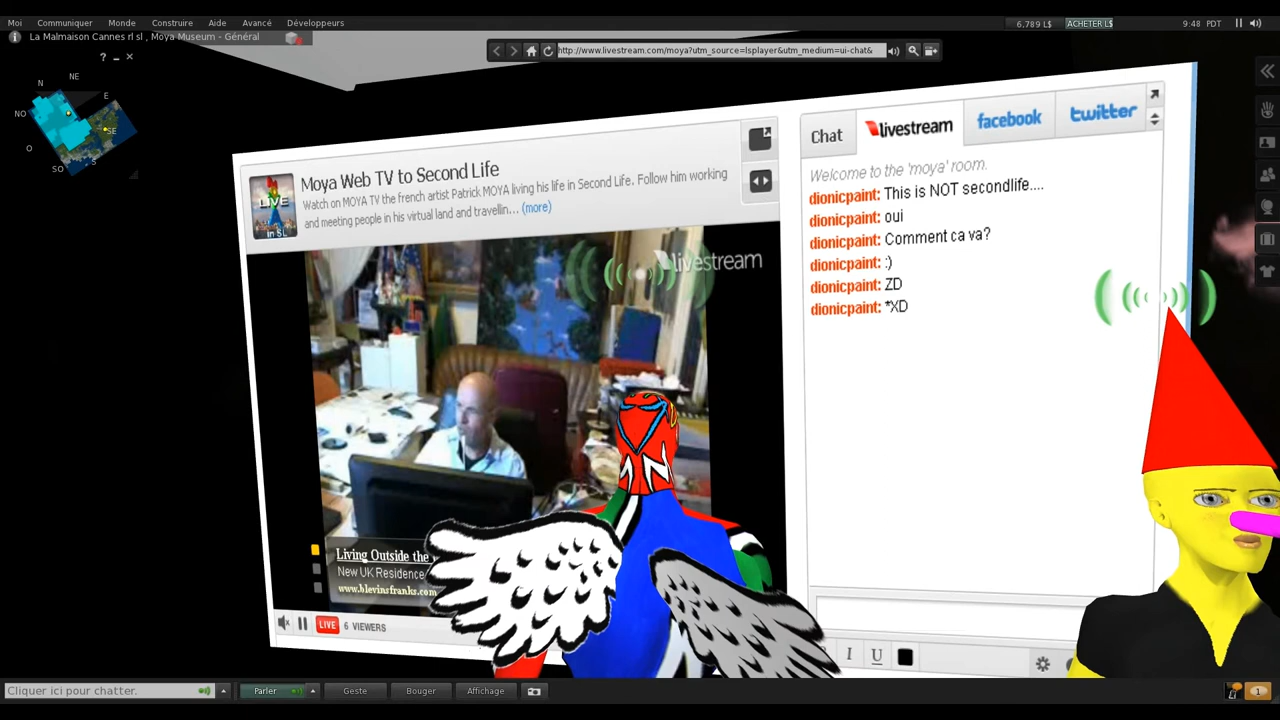 Moi Communiquer Monde Construire Aide Avancé Développeurs 6,789 L$ ACHETER L$ 9:48 PDT
La Malmaison Cannes rl sl , Moya Museum - Général
http://www.livestream.com/moya?utm_source=lsplayer&utm_medium=ui-chat&
? _ ×
N NE E SE S SO O NO
Moya Web TV to Second Life
Watch on MOYA TV the french artist Patrick MOYA living his life in Second Life. Follow him working
and meeting people in his virtual land and travellin... (more)
LIVE
in SL
livestream
Living Outside the
New UK Residence
www.blevinsfranks.com
LIVE 6 VIEWERS
Chat livestream facebook twitter
Welcome to the 'moya' room.
dionicpaint: This is NOT secondlife....
dionicpaint: oui
dionicpaint: Comment ca va?
dionicpaint: :)
dionicpaint: ZD
dionicpaint: *XD
I U
Cliquer ici pour chatter. Parler Geste Bouger Affichage 1